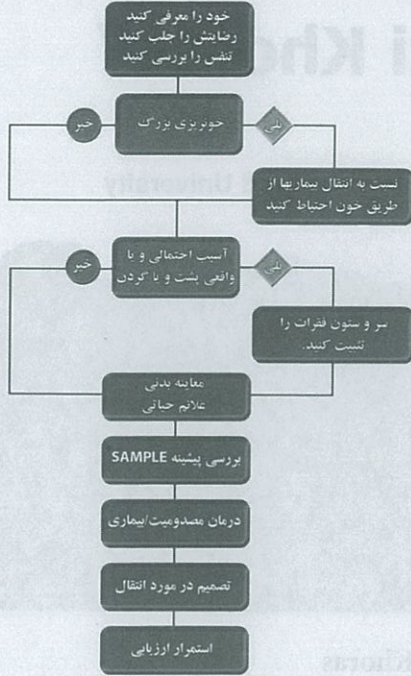 خود را معرفی کنید
رضایتش را جلب کنید
تنفس را بررسی کنید
خونریزی بزرگ
بلی
خیر
نسبت به انتقال بیماریها از
طریق خون احتیاط کنید
University
آسیب احتمالی و یا
واقعی پشت و یا گردن
بلی
خیر
سر و ستون فقرات را
تثبیت کنید.
معاینه بدنی
علائم حیاتی
بررسی پیشینه SAMPLE
درمان مصدومیت/بیماری
تصمیم در مورد انتقال
استمرار ارزیابی
Khoras